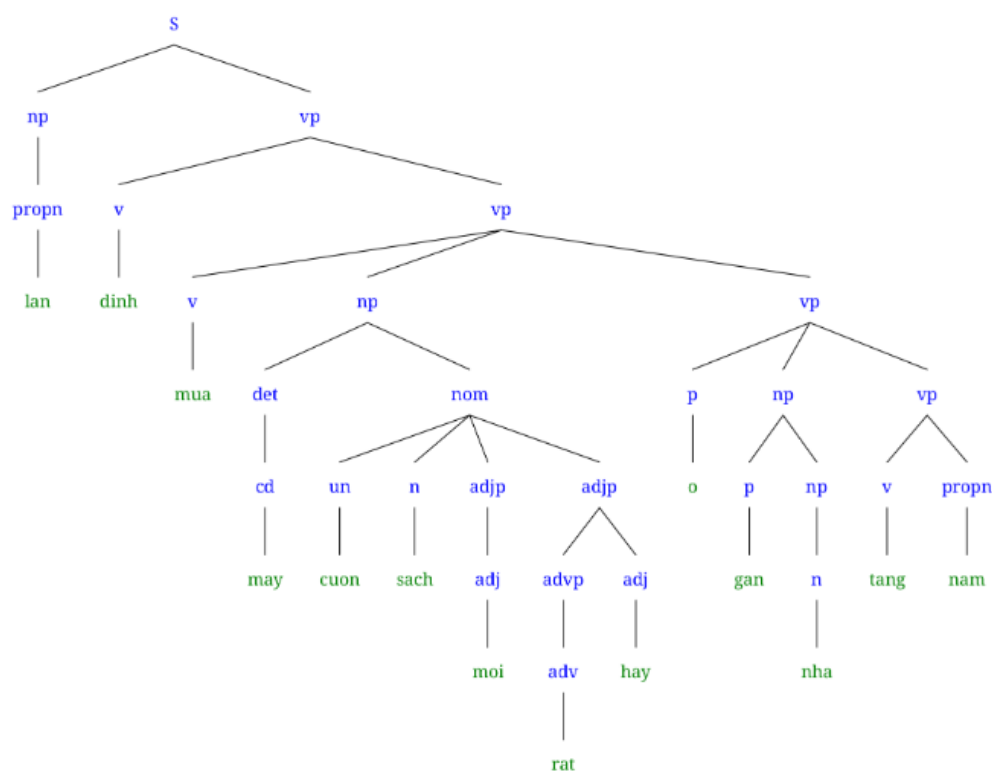 S
np vp
propn v vp
lan dinh v np vp
mua det nom p np vp
cd un n adjp adjp o p np v propn
may cuon sach adj advp adj gan n tang nam
moi adv hay nha
rat